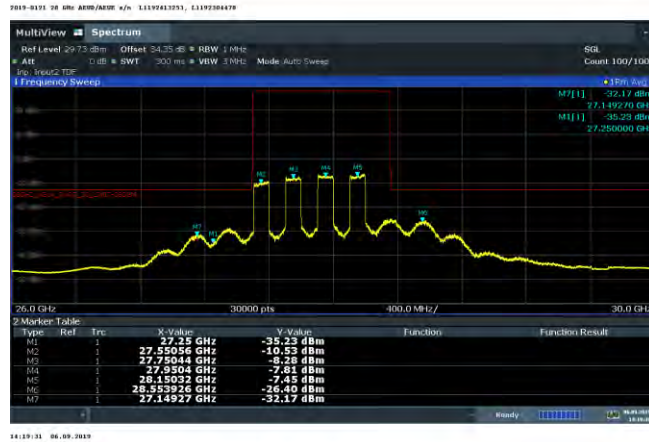 MultiView Spectrum
Ref Level 29.73 dBm Offset 34.35 dB RBW 1 MHz SGL
Att 0 dB SWT 300 ms VBW 3 MHz Mode Auto Sweep Count 100/100
1 Frequency Sweep
M7[1] -32.17 dBm
27.149270 GH
M1[1] -35.23 dBm
27.250000 GH
M2 M3 M4 M5
M7 M1 M6
26.0 GHz 30000 pts 400.0 MHz/ 30.0 GH
2 Marker Table
Type Ref Trc X-Value Y-Value Function Function Result
M1 1 27.25 GHz -35.23 dBm
M2 1 27.55056 GHz -10.53 dBm
M3 1 27.75044 GHz -8.28 dBm
M4 1 27.9504 GHz -7.81 dBm
M5 1 28.15032 GHz -7.45 dBm
M6 1 28.553926 GHz -26.40 dBm
M7 1 27.14927 GHz -32.17 dBm
Ready
14:19:31 06.09.2019